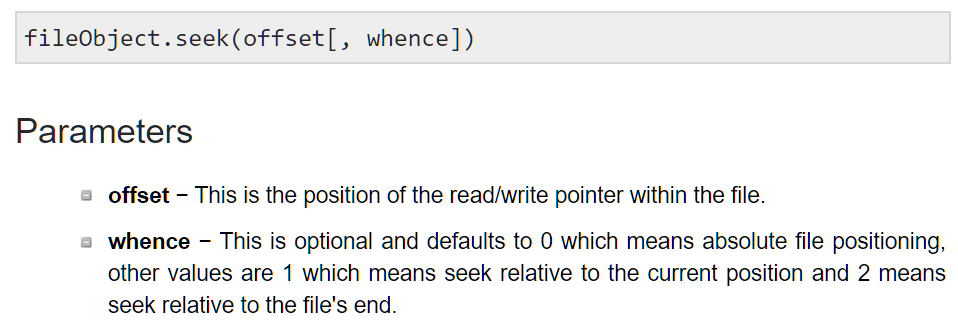 fileObject.seek(offset[, whence])
Parameters
offset − This is the position of the read/write pointer within the file.
whence − This is optional and defaults to 0 which means absolute file positioning,
other values are 1 which means seek relative to the current position and 2 means
seek relative to the file's end.